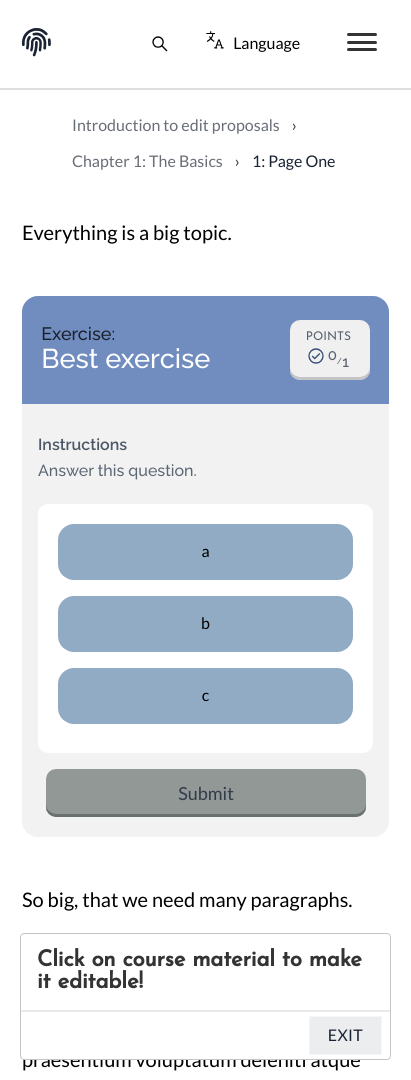 Language
Introduction to edit proposals ›
Chapter 1: The Basics › 1: Page One
Everything is a big topic.
Exercise:
Best exercise
POINTS
0/1
Instructions
Answer this question.
a
b
c
Submit
So big, that we need many paragraphs.
Click on course material to make
it editable!
EXIT
praesentium voluptatum deleniti atque